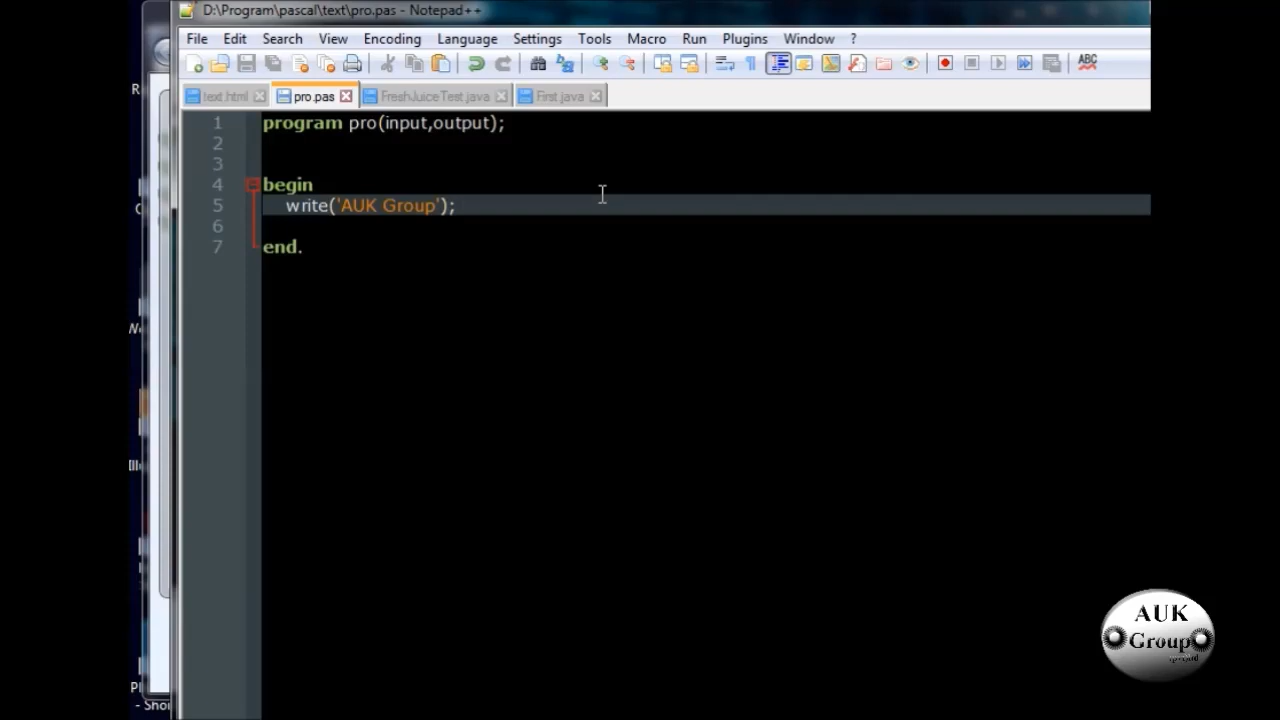 D:\Program\pascal\text\pro.pas - Notepad++
File Edit Search View Encoding Language Settings Tools Macro Run Plugins Window ?
ABC
text.html pro.pas FreshJuiceTest.java First.java
1 program pro(input,output);
2
3
4 begin
5 write('AUK Group');
6
7 end.
AUK
Group
- Sho